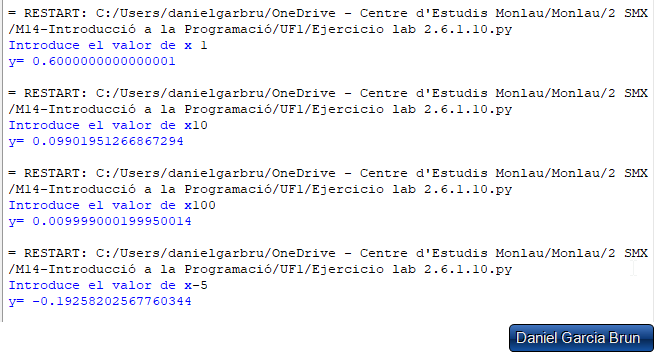 = RESTART: C:/Users/danielgarbru/OneDrive - Centre d'Estudis Monlau/Monlau/2 SMX
/M14-Introducció a la Programació/UF1/Ejercicio lab 2.6.1.10.py
Introduce el valor de x 1
y= 0.6000000000000001
= RESTART: C:/Users/danielgarbru/OneDrive - Centre d'Estudis Monlau/Monlau/2 SMX
/M14-Introducció a la Programació/UF1/Ejercicio lab 2.6.1.10.py
Introduce el valor de x10
y= 0.09901951266867294
= RESTART: C:/Users/danielgarbru/OneDrive - Centre d'Estudis Monlau/Monlau/2 SMX
/M14-Introducció a la Programació/UF1/Ejercicio lab 2.6.1.10.py
Introduce el valor de x100
y= 0.009999000199950014
= RESTART: C:/Users/danielgarbru/OneDrive - Centre d'Estudis Monlau/Monlau/2 SMX
/M14-Introducció a la Programació/UF1/Ejercicio lab 2.6.1.10.py
Introduce el valor de x-5
y= -0.19258202567760344
Daniel Garcia Brun